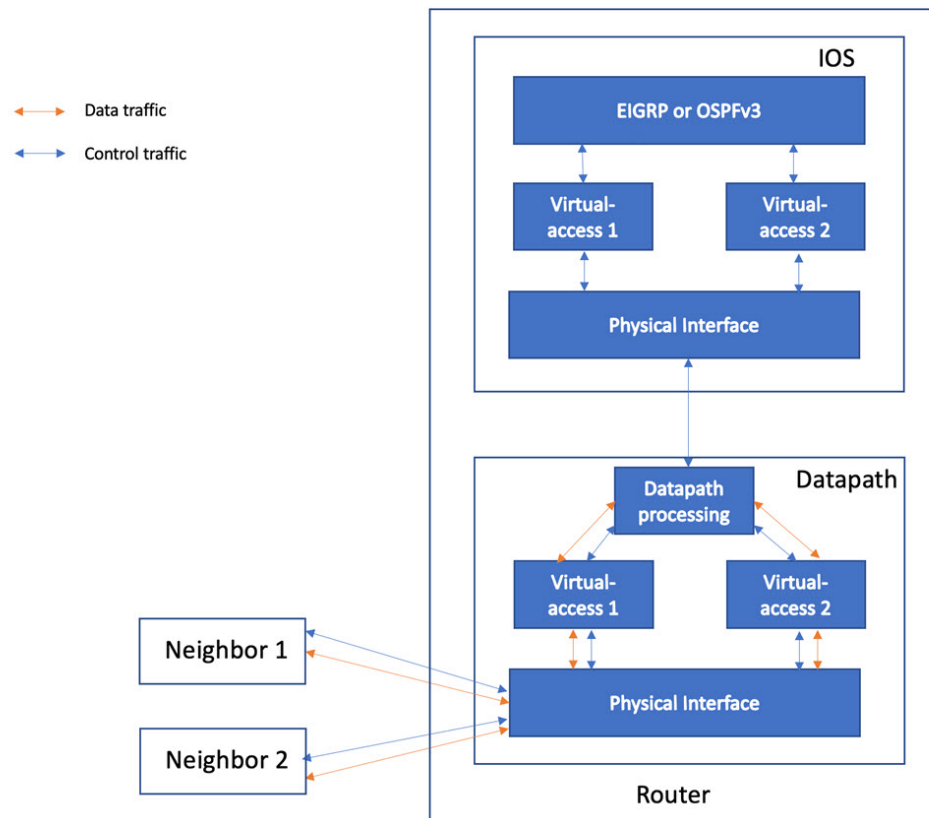 IOS
EIGRP or OSPFv3
Data traffic
Control traffic
Virtual-
access 1
Virtual-
access 2
Physical Interface
Datapath
Datapath
processing
Virtual-
access 1
Virtual-
access 2
Neighbor 1
Physical Interface
Neighbor 2
Router